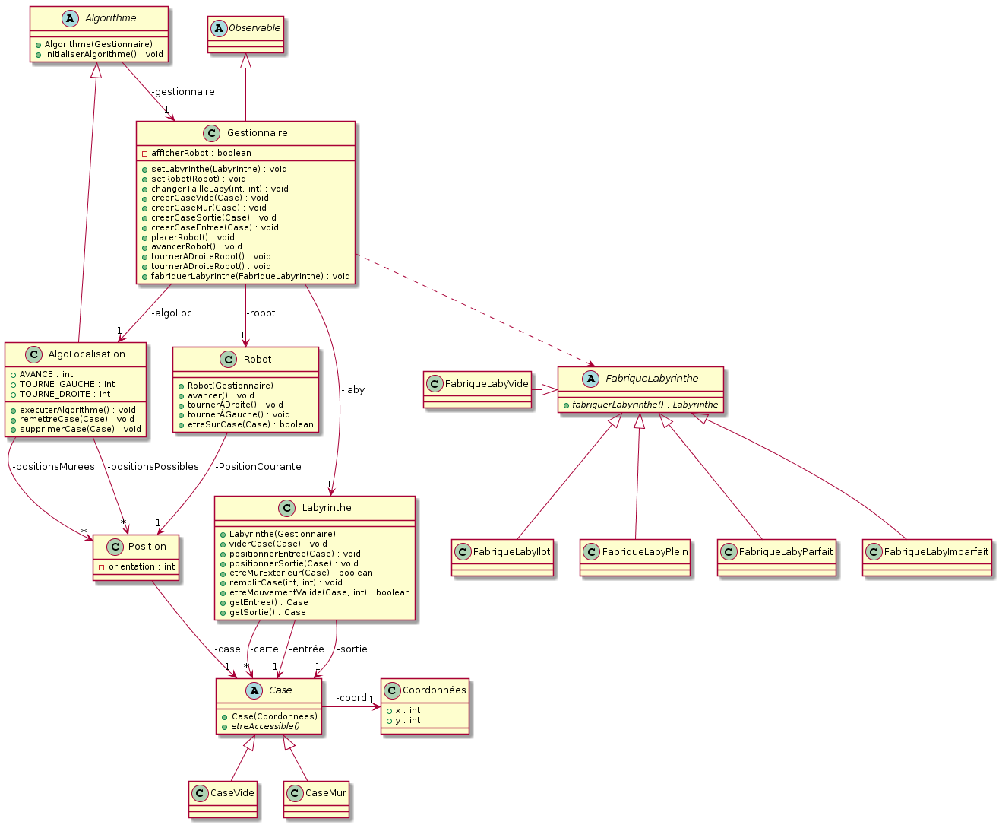 A Algorithme
Algorithme(Gestionnaire)
initialiserAlgorithme() : void
A Observable
-gestionnaire
1
C Gestionnaire
afficherRobot : boolean
setLabyrinthe(Labyrinthe) : void
setRobot(Robot) : void
changerTailleLaby(int, int) : void
creerCaseVide(Case) : void
creerCaseMur(Case) : void
creerCaseSortie(Case) : void
creerCaseEntree(Case) : void
placerRobot() : void
avancerRobot() : void
tournerADroiteRobot() : void
tournerADroiteRobot() : void
fabriquerLabyrinthe(FabriqueLabyrinthe) : void
-algoLoc
1
-robot
1
-laby
1
C AlgoLocalisation
AVANCE : int
TOURNE_GAUCHE : int
TOURNE_DROITE : int
executerAlgorithme() : void
remettreCase(Case) : void
supprimerCase(Case) : void
C Robot
Robot(Gestionnaire)
avancer() : void
tournerADroite() : void
tournerAGauche() : void
etreSurCase(Case) : boolean
C FabriqueLabyVide
A FabriqueLabyrinthe
fabriquerLabyrinthe() : Labyrinthe
-positionsMurees
*
-positionsPossibles
*
-PositionCourante
1
C Position
orientation : int
C Labyrinthe
Labyrinthe(Gestionnaire)
viderCase(Case) : void
positionnerEntree(Case) : void
positionnerSortie(Case) : void
etreMurExterieur(Case) : boolean
remplirCase(int, int) : void
etreMouvementValide(Case, int) : boolean
getEntree() : Case
getSortie() : Case
C FabriqueLabyIlot
C FabriqueLabyPlein
C FabriqueLabyParfait
C FabriqueLabyImparfait
-case
1
-carte
*
-entrée
1
-sortie
1
A Case
Case(Coordonnees)
etreAccessible()
-coord
1
C Coordonnées
x : int
y : int
C CaseVide
C CaseMur